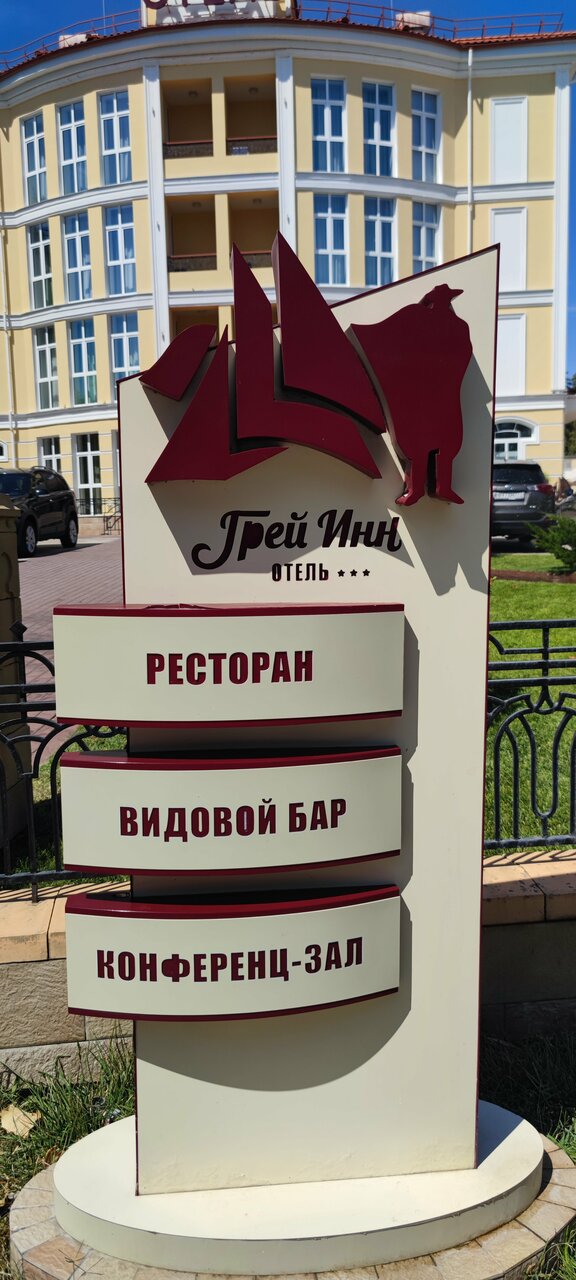 Грей Инн
ОТЕЛЬ ***
РЕСТОРАН
ВИДОВОЙ БАР
КОНФЕРЕНЦ-ЗАЛ